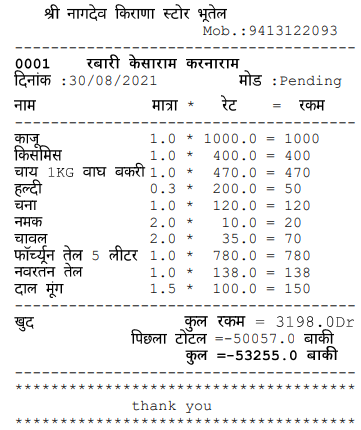 श्री नागदेव किराणा स्टोर भूतेल
Mob.:9413122093
--------------------------------------
0001 रबारी केसाराम करनाराम
दिनांक :30/08/2021 मोड :Pending
--------------------------------------
नाम मात्रा * रेट = रकम
--------------------------------------
काजू 1.0 * 1000.0 = 1000
किसमिस 1.0 * 400.0 = 400
चाय 1KG वाघ बकरी 1.0 * 470.0 = 470
हल्दी 0.3 * 200.0 = 50
चना 1.0 * 120.0 = 120
नमक 2.0 * 10.0 = 20
चावल 2.0 * 35.0 = 70
फॉर्च्यून तेल 5 लीटर 1.0 * 780.0 = 780
नवरतन तेल 1.0 * 138.0 = 138
दाल मूंग 1.5 * 100.0 = 150
--------------------------------------
खुद कुल रकम = 3198.0Dr
पिछला टोटल =-50057.0 बाकी
कुल =-53255.0 बाकी
--------------------------------------
**************************************
thank you
**************************************